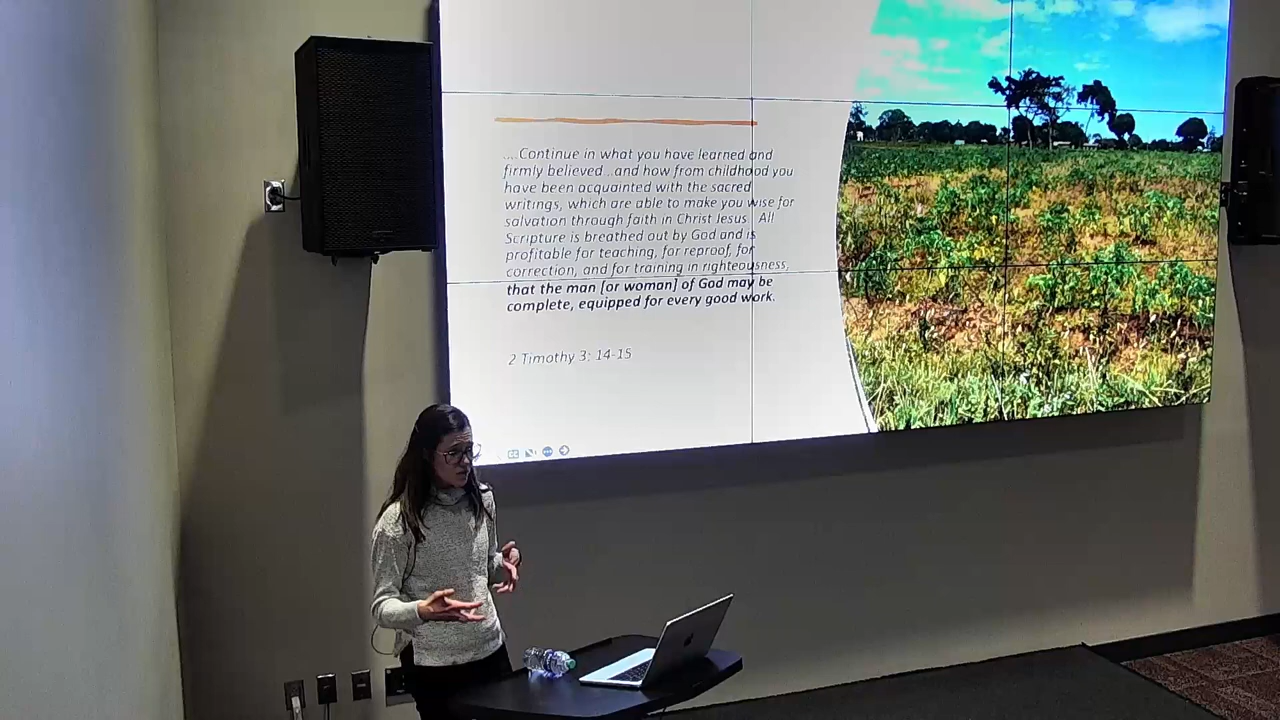 ....Continue in what you have learned and
firmly believed...and how from childhood you
have been acquainted with the sacred
writings, which are able to make you wise for
salvation through faith in Christ Jesus. All
Scripture is breathed out by God and is
profitable for teaching, for reproof, for
correction, and for training in righteousness,
that the man [or woman] of God may be
complete, equipped for every good work.
2 Timothy 3: 14-15